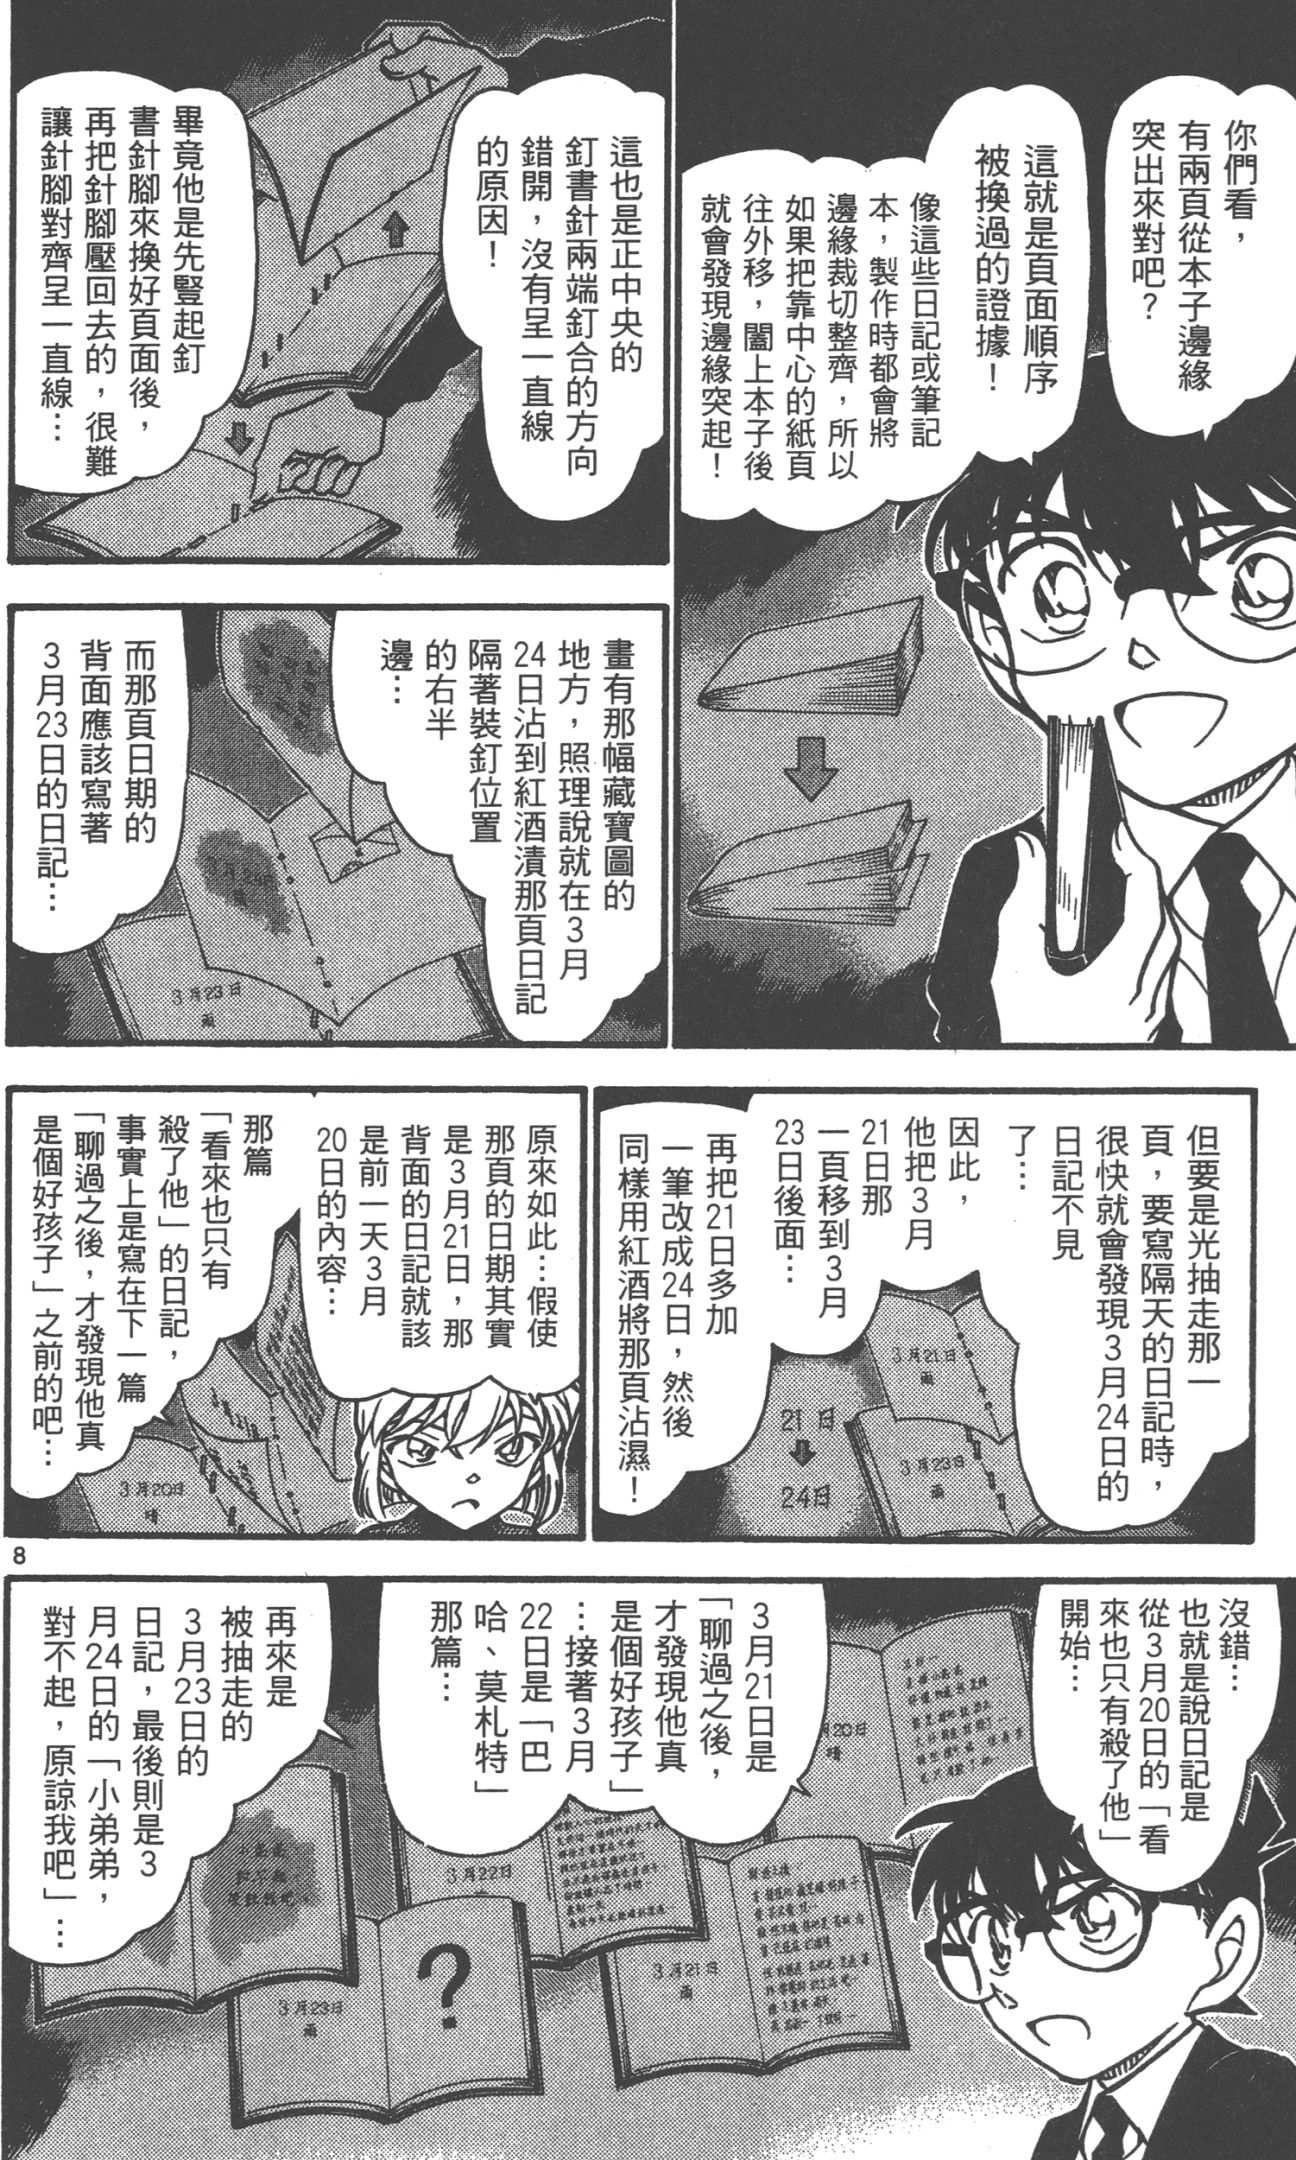 你們看，
有兩頁從本子邊緣
突出來對吧？
這就是頁面順序
被換過的證據！
像這些日記或筆記
本，製作時都會將
邊緣裁切整齊，所以
如果把靠中心的紙頁
往外移，闔上本子後
就會發現邊緣突起！
這也是正中央的
釘書針兩端釘合的方向
錯開，沒有呈一直線
的原因！
畢竟他是先豎起釘
書針腳來換好頁面後，
再把針腳壓回去的，很難
讓針腳對齊呈一直線…
畫有那幅藏寶圖的
地方，照理說就在3月
24日沾到紅酒漬那頁日記
隔著裝釘位置
的右半
邊…
而那頁日期的
背面應該寫著
3月23日的日記…
3月24日
3月23日
雨
但要是光抽走那一
頁，要寫隔天的日記時，
很快就會發現3月24日的
日記不見
了…
因此，
他把3月
21日那
一頁移到3月
23日後面…
再把21日多加
一筆改成24日，然後
同樣用紅酒將那頁沾濕！
3月21日
雨
3月23日
雨
21日
24日
原來如此…假使
那頁的日期其實
是3月21日，那
背面的日記就該
是前一天3月
20日的內容…
那篇
「看來也只有
殺了他」的日記，
事實上是寫在下一篇
「聊過之後，才發現他真
是個好孩子」之前的吧…
3月20日
晴
8
沒錯…
也就是說日記是
從3月20日的「看
來也只有殺了他」
開始…
3月21日是
「聊過之後，
才發現他真
是個好孩子」
…接著3月
22日是「巴
哈、莫札特」
那篇…
再來是
被抽走的
3月23日的
日記，最後則是3
月24日的「小弟弟，
對不起，原諒我吧」…
3月20日
晴
3月21日
雨
3月22日
3月23日
雨
？
小弟弟，
對不起，
原諒我吧。